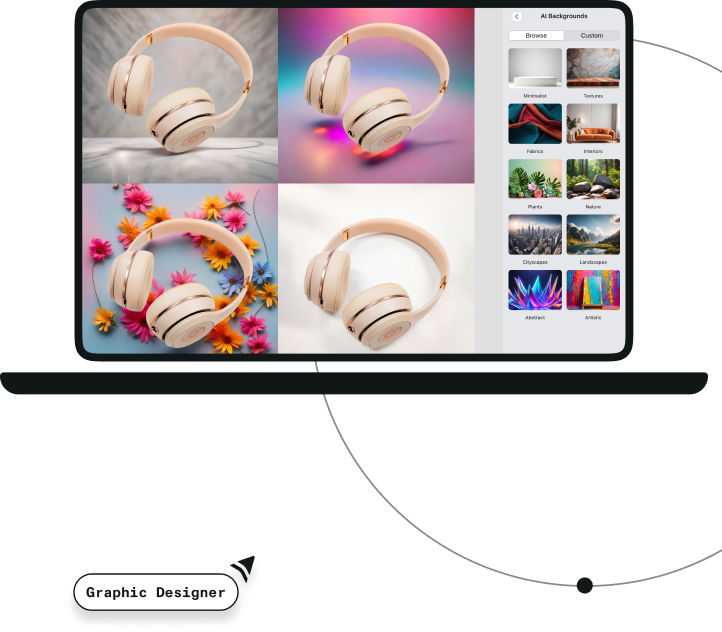 AI Backgrounds
Browse Custom
Minimalist Textures
Fabrics Interiors
Plants Nature
Cityscapes Landscapes
Abstract Artistic
Graphic Designer